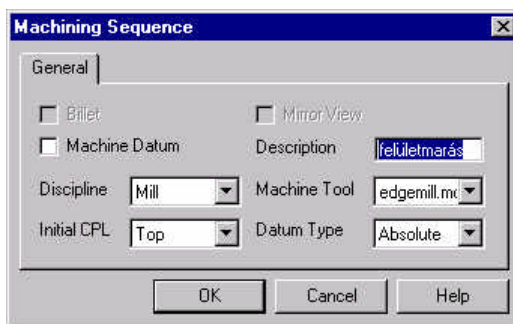 Machining Sequence
General
Billet Mirror View
Machine Datum Description felületmarás
Discipline Mill Machine Tool edgemill.mc
Initial CPL Top Datum Type Absolute
OK Cancel Help